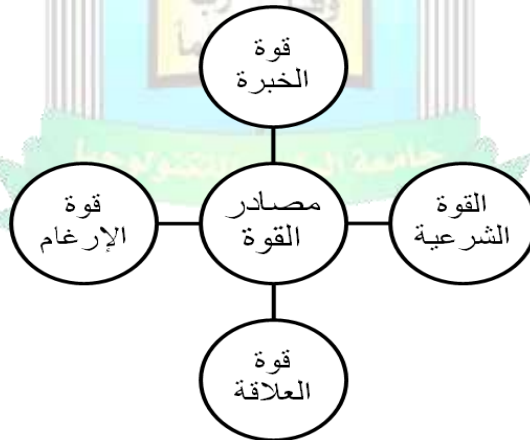 قوة
الخبرة
قوة
الإرغام
مصادر
القوة
القوة
الشرعية
قوة
العلاقة